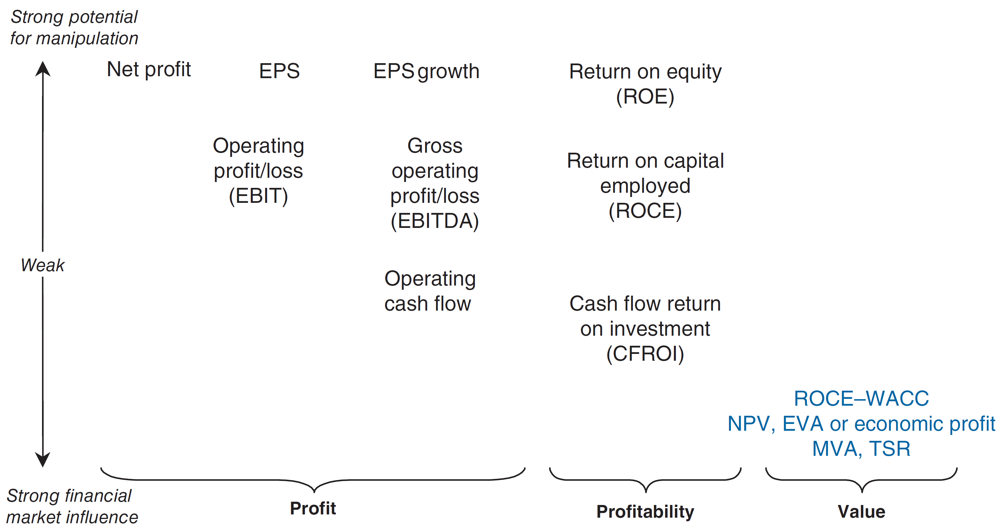 Strong potential
for manipulation
Net profit
EPS
EPS growth
Return on equity
(ROE)
Operating
profit/loss
(EBIT)
Gross
operating
profit/loss
(EBITDA)
Return on capital
employed
(ROCE)
Weak
Operating
cash flow
Cash flow return
on investment
(CFROI)
ROCE–WACC
NPV, EVA or economic profit
MVA, TSR
Strong financial
market influence
Profit
Profitability
Value